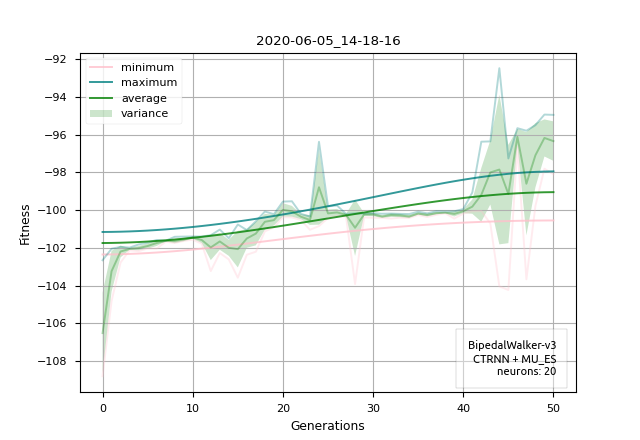 2020-06-05_14-18-16
minimum
maximum
average
variance
−92
−94
−96
−98
−100
−102
−104
−106
−108
Fitness
BipedalWalker-v3
CTRNN + MU_ES
neurons: 20
0
10
20
30
40
50
Generations